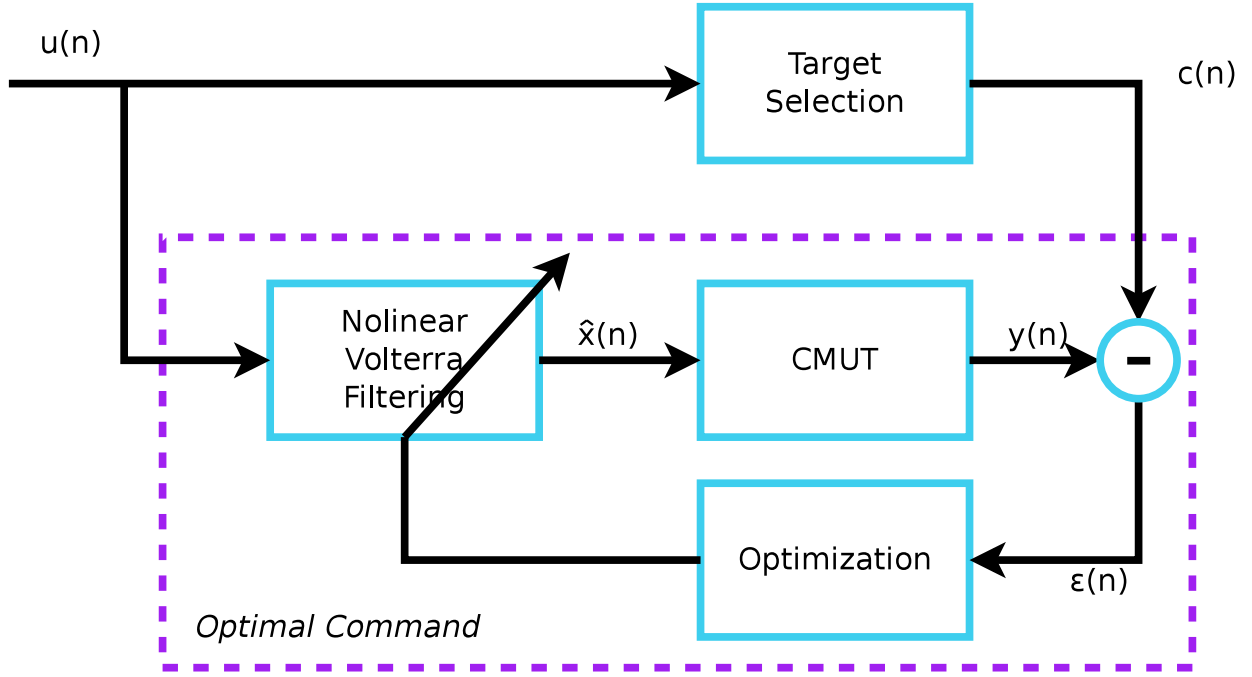 u(n)
Target
Selection
c(n)
Nolinear
Volterra
Filtering
x̂(n)
CMUT
y(n)
-
Optimization
ε(n)
Optimal Command